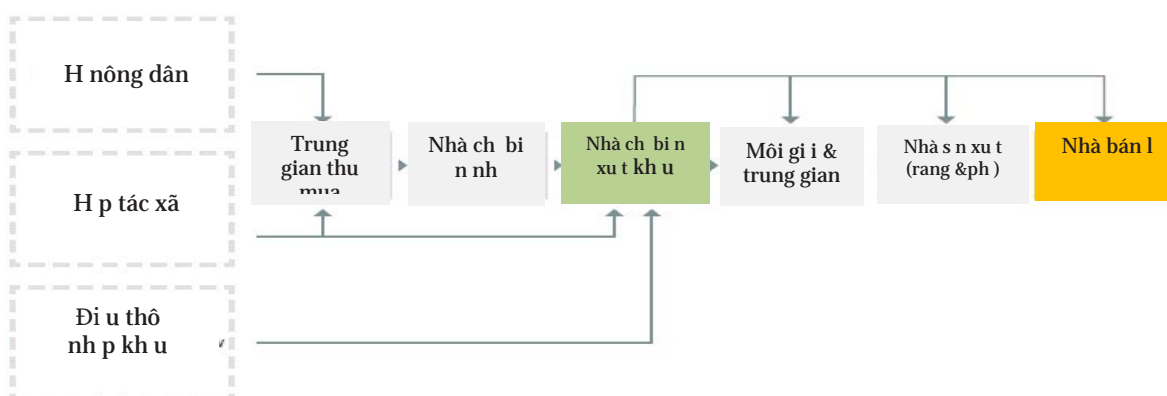 H nông dân
Trung
gian thu
mua
Nhà ch bi
n nh
Nhà ch bi n
xu t kh u
Môi gi i &
trung gian
Nhà s n xu t
(rang &ph )
Nhà bán l
H p tác xã
Đi u thô
nh p kh u